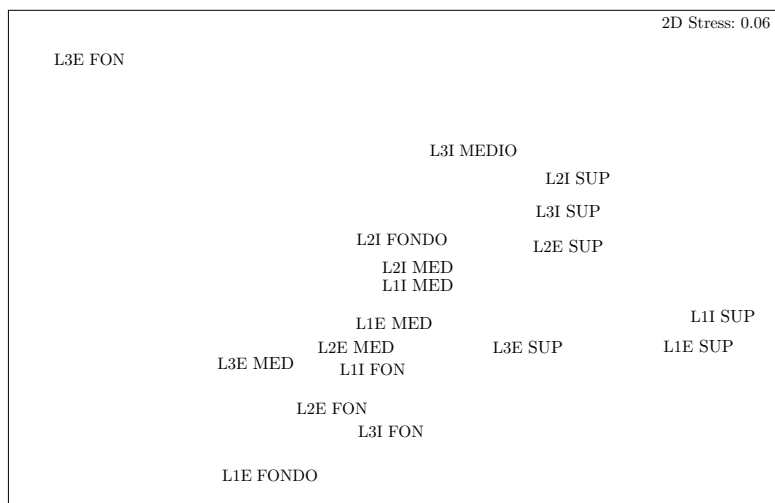 2D Stress: 0.06
L3E FON
L3I MEDIO
L2I SUP
L3I SUP
L2I FONDO
L2E SUP
L2I MED
L1I MED
L1I SUP
L1E MED
L2E MED
L3E SUP
L1E SUP
L3E MED
L1I FON
L2E FON
L3I FON
L1E FONDO